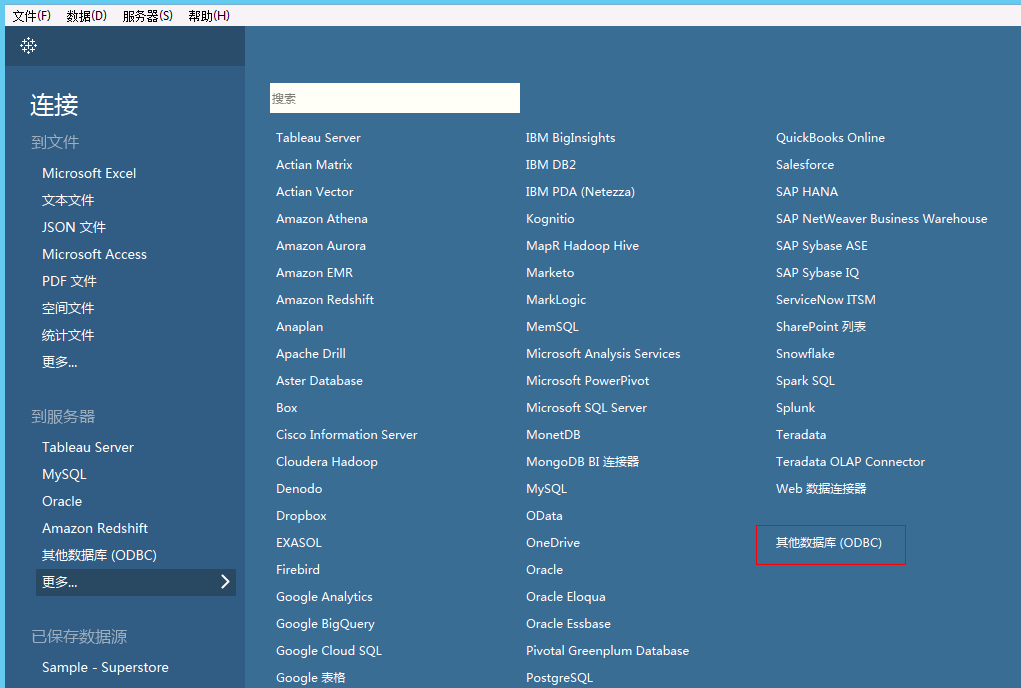 文件(F) 数据(D) 服务器(S) 帮助(H)
连接
到文件
Microsoft Excel
文本文件
JSON 文件
Microsoft Access
PDF 文件
空间文件
统计文件
更多...
到服务器
Tableau Server
MySQL
Oracle
Amazon Redshift
其他数据库 (ODBC)
更多...
已保存数据源
Sample - Superstore
搜索
Tableau Server
Actian Matrix
Actian Vector
Amazon Athena
Amazon Aurora
Amazon EMR
Amazon Redshift
Anaplan
Apache Drill
Aster Database
Box
Cisco Information Server
Cloudera Hadoop
Denodo
Dropbox
EXASOL
Firebird
Google Analytics
Google BigQuery
Google Cloud SQL
Google 表格
IBM BigInsights
IBM DB2
IBM PDA (Netezza)
Kognitio
MapR Hadoop Hive
Marketo
MarkLogic
MemSQL
Microsoft Analysis Services
Microsoft PowerPivot
Microsoft SQL Server
MonetDB
MongoDB BI 连接器
MySQL
OData
OneDrive
Oracle
Oracle Eloqua
Oracle Essbase
Pivotal Greenplum Database
PostgreSQL
QuickBooks Online
Salesforce
SAP HANA
SAP NetWeaver Business Warehouse
SAP Sybase ASE
SAP Sybase IQ
ServiceNow ITSM
SharePoint 列表
Snowflake
Spark SQL
Splunk
Teradata
Teradata OLAP Connector
Web 数据连接器
其他数据库 (ODBC)